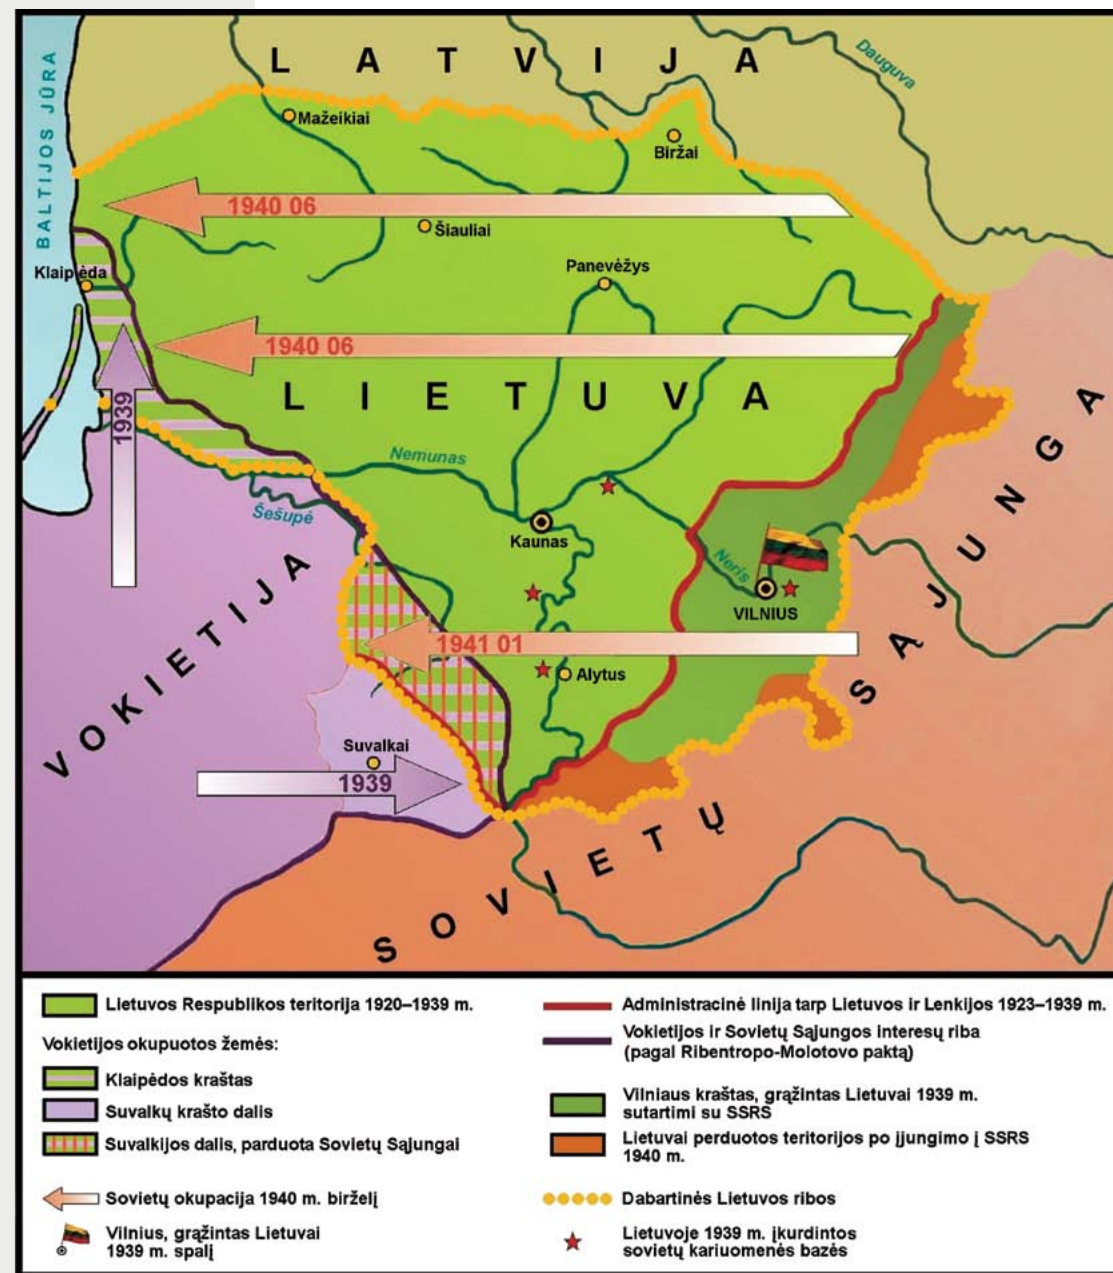 LATVIJA
Dauguva
BALTIJOS JŪRA
Mažeikiai
Biržai
1940 06
Šiauliai
Klaipėda
Panevėžys
1940 06
LIETUVA
1939
Nemunas
Šešupė
Kaunas
Neris
VILNIUS
VOKIETIJA
1941 01
Alytus
Suvalkai
1939
SOVIETŲ SĄJUNGA
Lietuvos Respublikos teritorija 1920–1939 m.
Vokietijos okupuotos žemės:
Klaipėdos kraštas
Suvalkų krašto dalis
Suvalkijos dalis, parduota Sovietų Sąjungai
Sovietų okupacija 1940 m. birželį
Vilnius, grąžintas Lietuvai
1939 m. spalį
Administracinė linija tarp Lietuvos ir Lenkijos 1923–1939 m.
Vokietijos ir Sovietų Sąjungos interesų riba
(pagal Ribentropo-Molotovo paktą)
Vilniaus kraštas, grąžintas Lietuvai 1939 m.
sutartimi su SSRS
Lietuvai perduotos teritorijos po įjungimo į SSRS
1940 m.
Dabartinės Lietuvos ribos
Lietuvoje 1939 m. įkurdintos
sovietų kariuomenės bazės